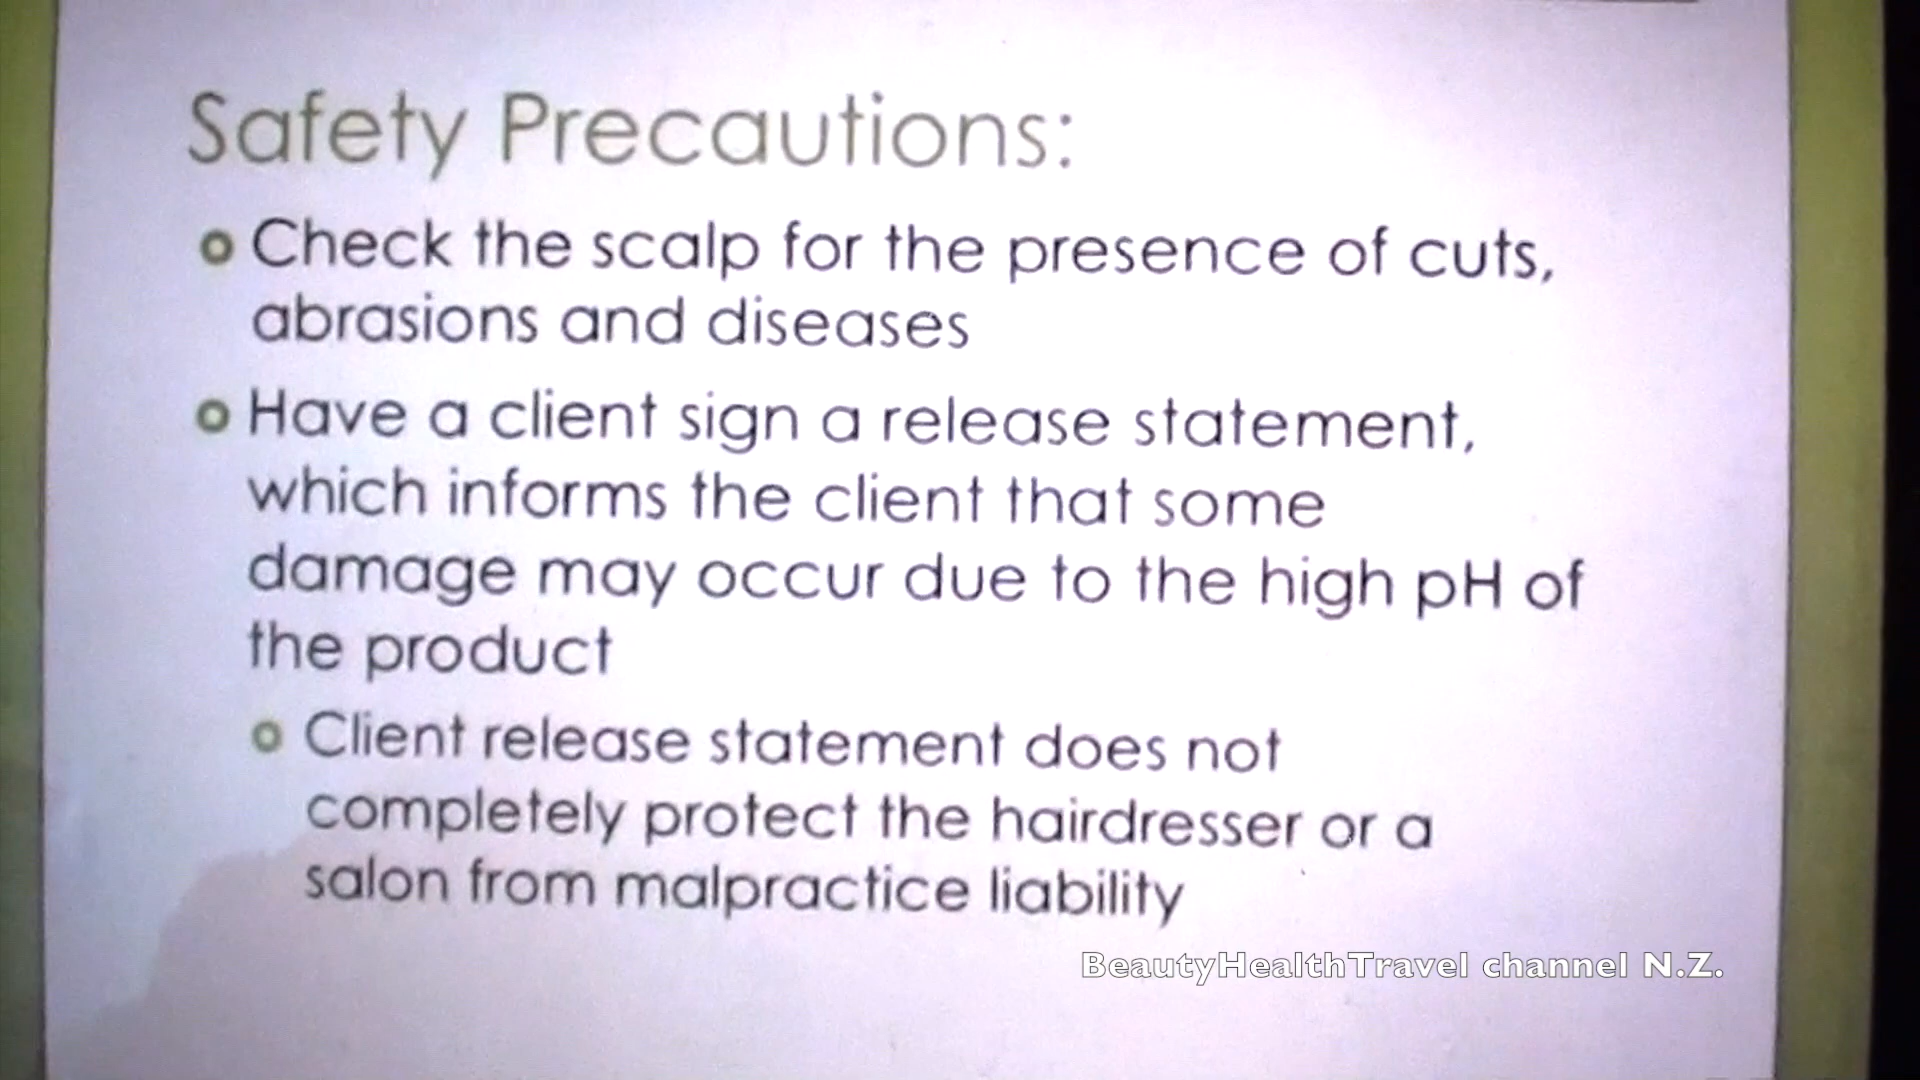 Safety Precautions:
Check the scalp for the presence of cuts,
abrasions and diseases
Have a client sign a release statement,
which informs the client that some
damage may occur due to the high pH of
the product
Client release statement does not
completely protect the hairdresser or a
salon from malpractice liability
BeautyHealthTravel channel N.Z.